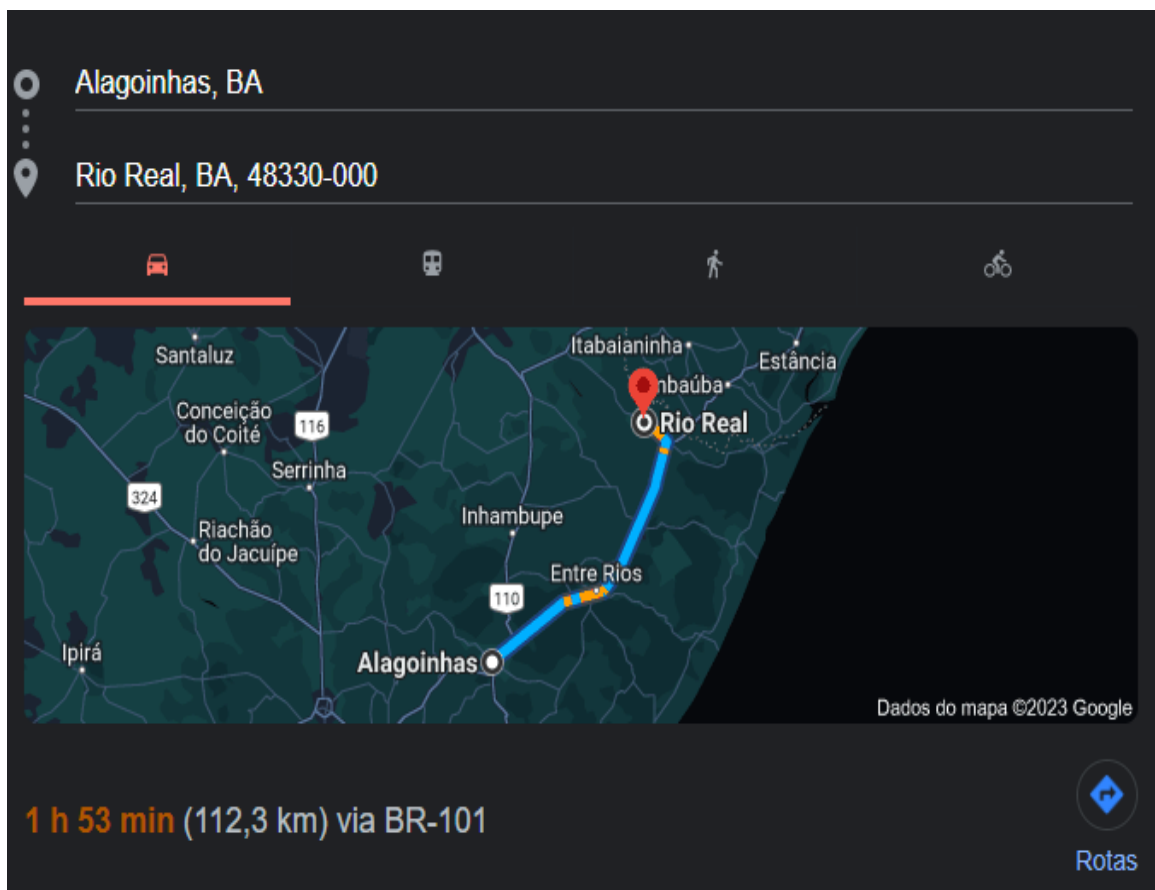 Alagoinhas, BA
Rio Real, BA, 48330-000
Itabaianinha
Santaluz
Estância
mbaúba
Conceição
do Coité
116
Rio Real
Serrinha
324
Inhambupe
Riachão
do Jacuípe
Entre Rios
110
Ipirá
Alagoinhas
Dados do mapa ©2023 Google
1 h 53 min (112,3 km) via BR-101
Rotas